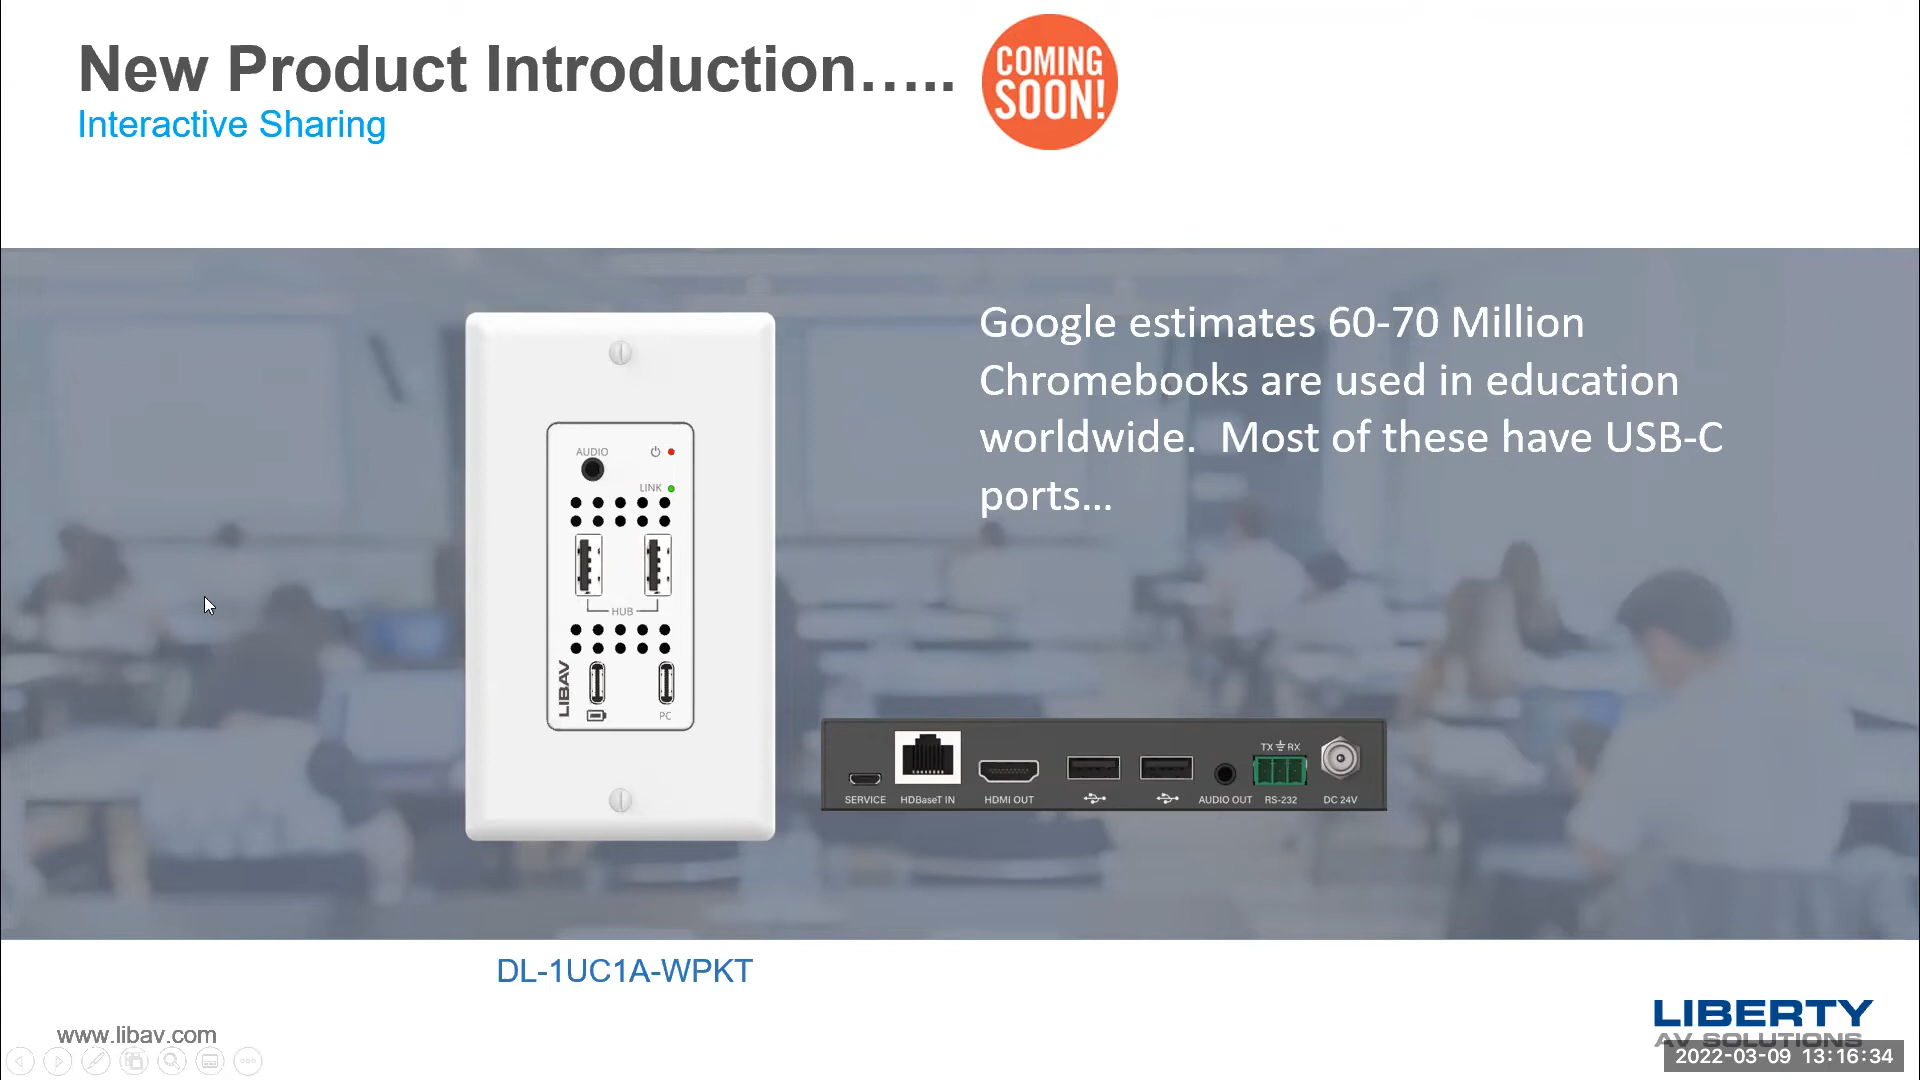 New Product Introduction…..
COMING
SOON!
Interactive Sharing
Google estimates 60-70 Million
Chromebooks are used in education
worldwide.  Most of these have USB-C
ports…
AUDIO
LINK
HUB
LIBAV
PC
TX RX
SERVICE HDBaseT IN HDMI OUT AUDIO OUT RS-232 DC 24V
DL-1UC1A-WPKT
www.libav.com
LIBERTY
AV SOLUTIONS
2022-03-09 13:16:34